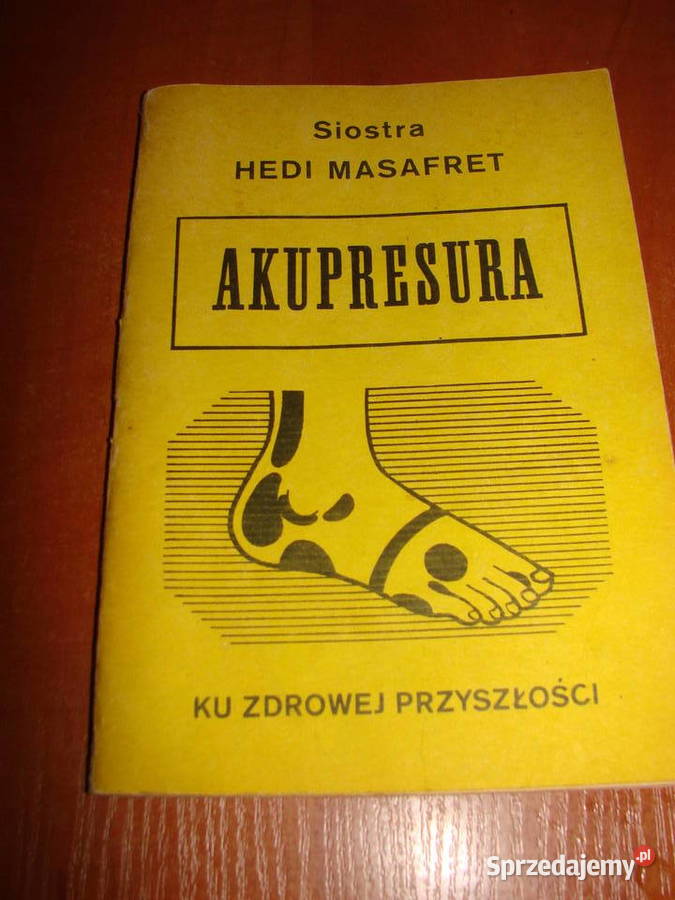 Siostra
HEDI MASAFRET
AKUPRESURA
KU ZDROWEJ PRZYSZŁOŚCI
Sprzedajemy.pl